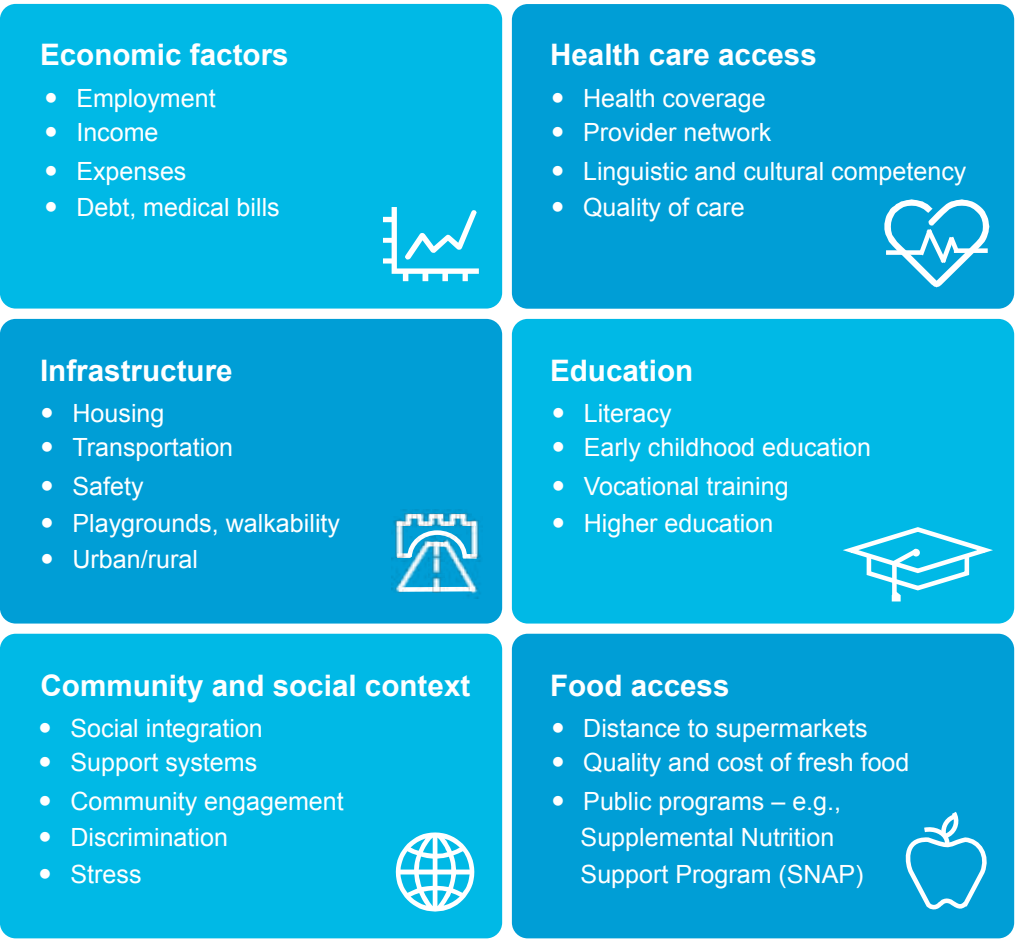 Economic factors
• Employment
• Income
• Expenses
• Debt, medical bills
Health care access
• Health coverage
• Provider network
• Linguistic and cultural competency
• Quality of care
Infrastructure
• Housing
• Transportation
• Safety
• Playgrounds, walkability
• Urban/rural
Education
• Literacy
• Early childhood education
• Vocational training
• Higher education
Community and social context
• Social integration
• Support systems
• Community engagement
• Discrimination
• Stress
Food access
• Distance to supermarkets
• Quality and cost of fresh food
• Public programs – e.g.,
Supplemental Nutrition
Support Program (SNAP)